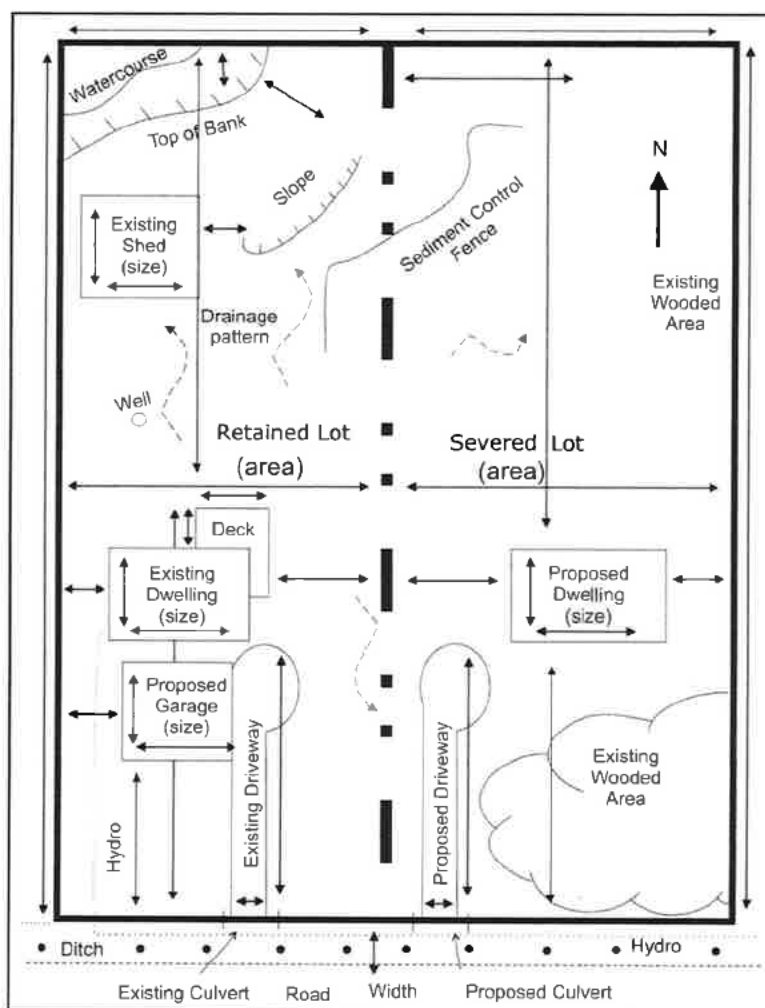 Watercourse
Top of Bank
N
Slope
Existing
Shed
(size)
Sediment Control
Fence
Existing
Wooded
Area
Drainage
pattern
Well
Retained Lot
(area)
Severed Lot
(area)
Deck
Existing
Dwelling
(size)
Proposed
Dwelling
(size)
Proposed
Garage
(size)
Hydro
Existing Driveway
Proposed Driveway
Existing
Wooded
Area
Ditch
Hydro
Existing Culvert
Road
Width
Proposed Culvert